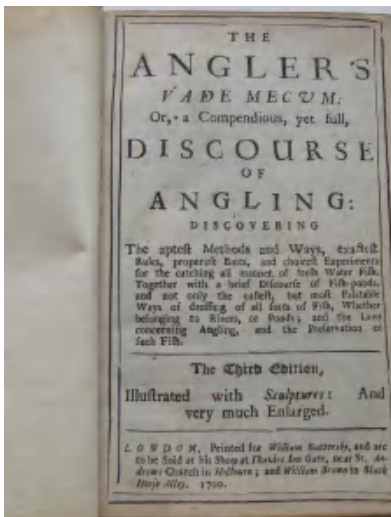 THE
ANGLER'S
VADE MECUM:
Or, a Compendious, yet full,
DISCOURSE
OF
ANGLING:
DISCOVERING
The aptest Methods and Ways, exactest
Rules, properest Baits, and choicest Experiments
for the catching all manner of fresh Water Fish.
Together with a brief Discourse of Fish-ponds,
and not only the easiest, but most Palatable
Ways of dressing of all sorts of Fish, Whether
belonging to Rivers, or Ponds; and the Laws
concerning Angling, and the Preservation of
such Fish.
The Third Edition,
Illustrated with Sculptures: And
very much Enlarged.
LONDON, Printed for William Battersby, and are
to be Sold at his Shop at Thavies Inn Gate, near St. An-
drews Church in Holbourn; and William Brown in Black
Horse Alley. 1700.